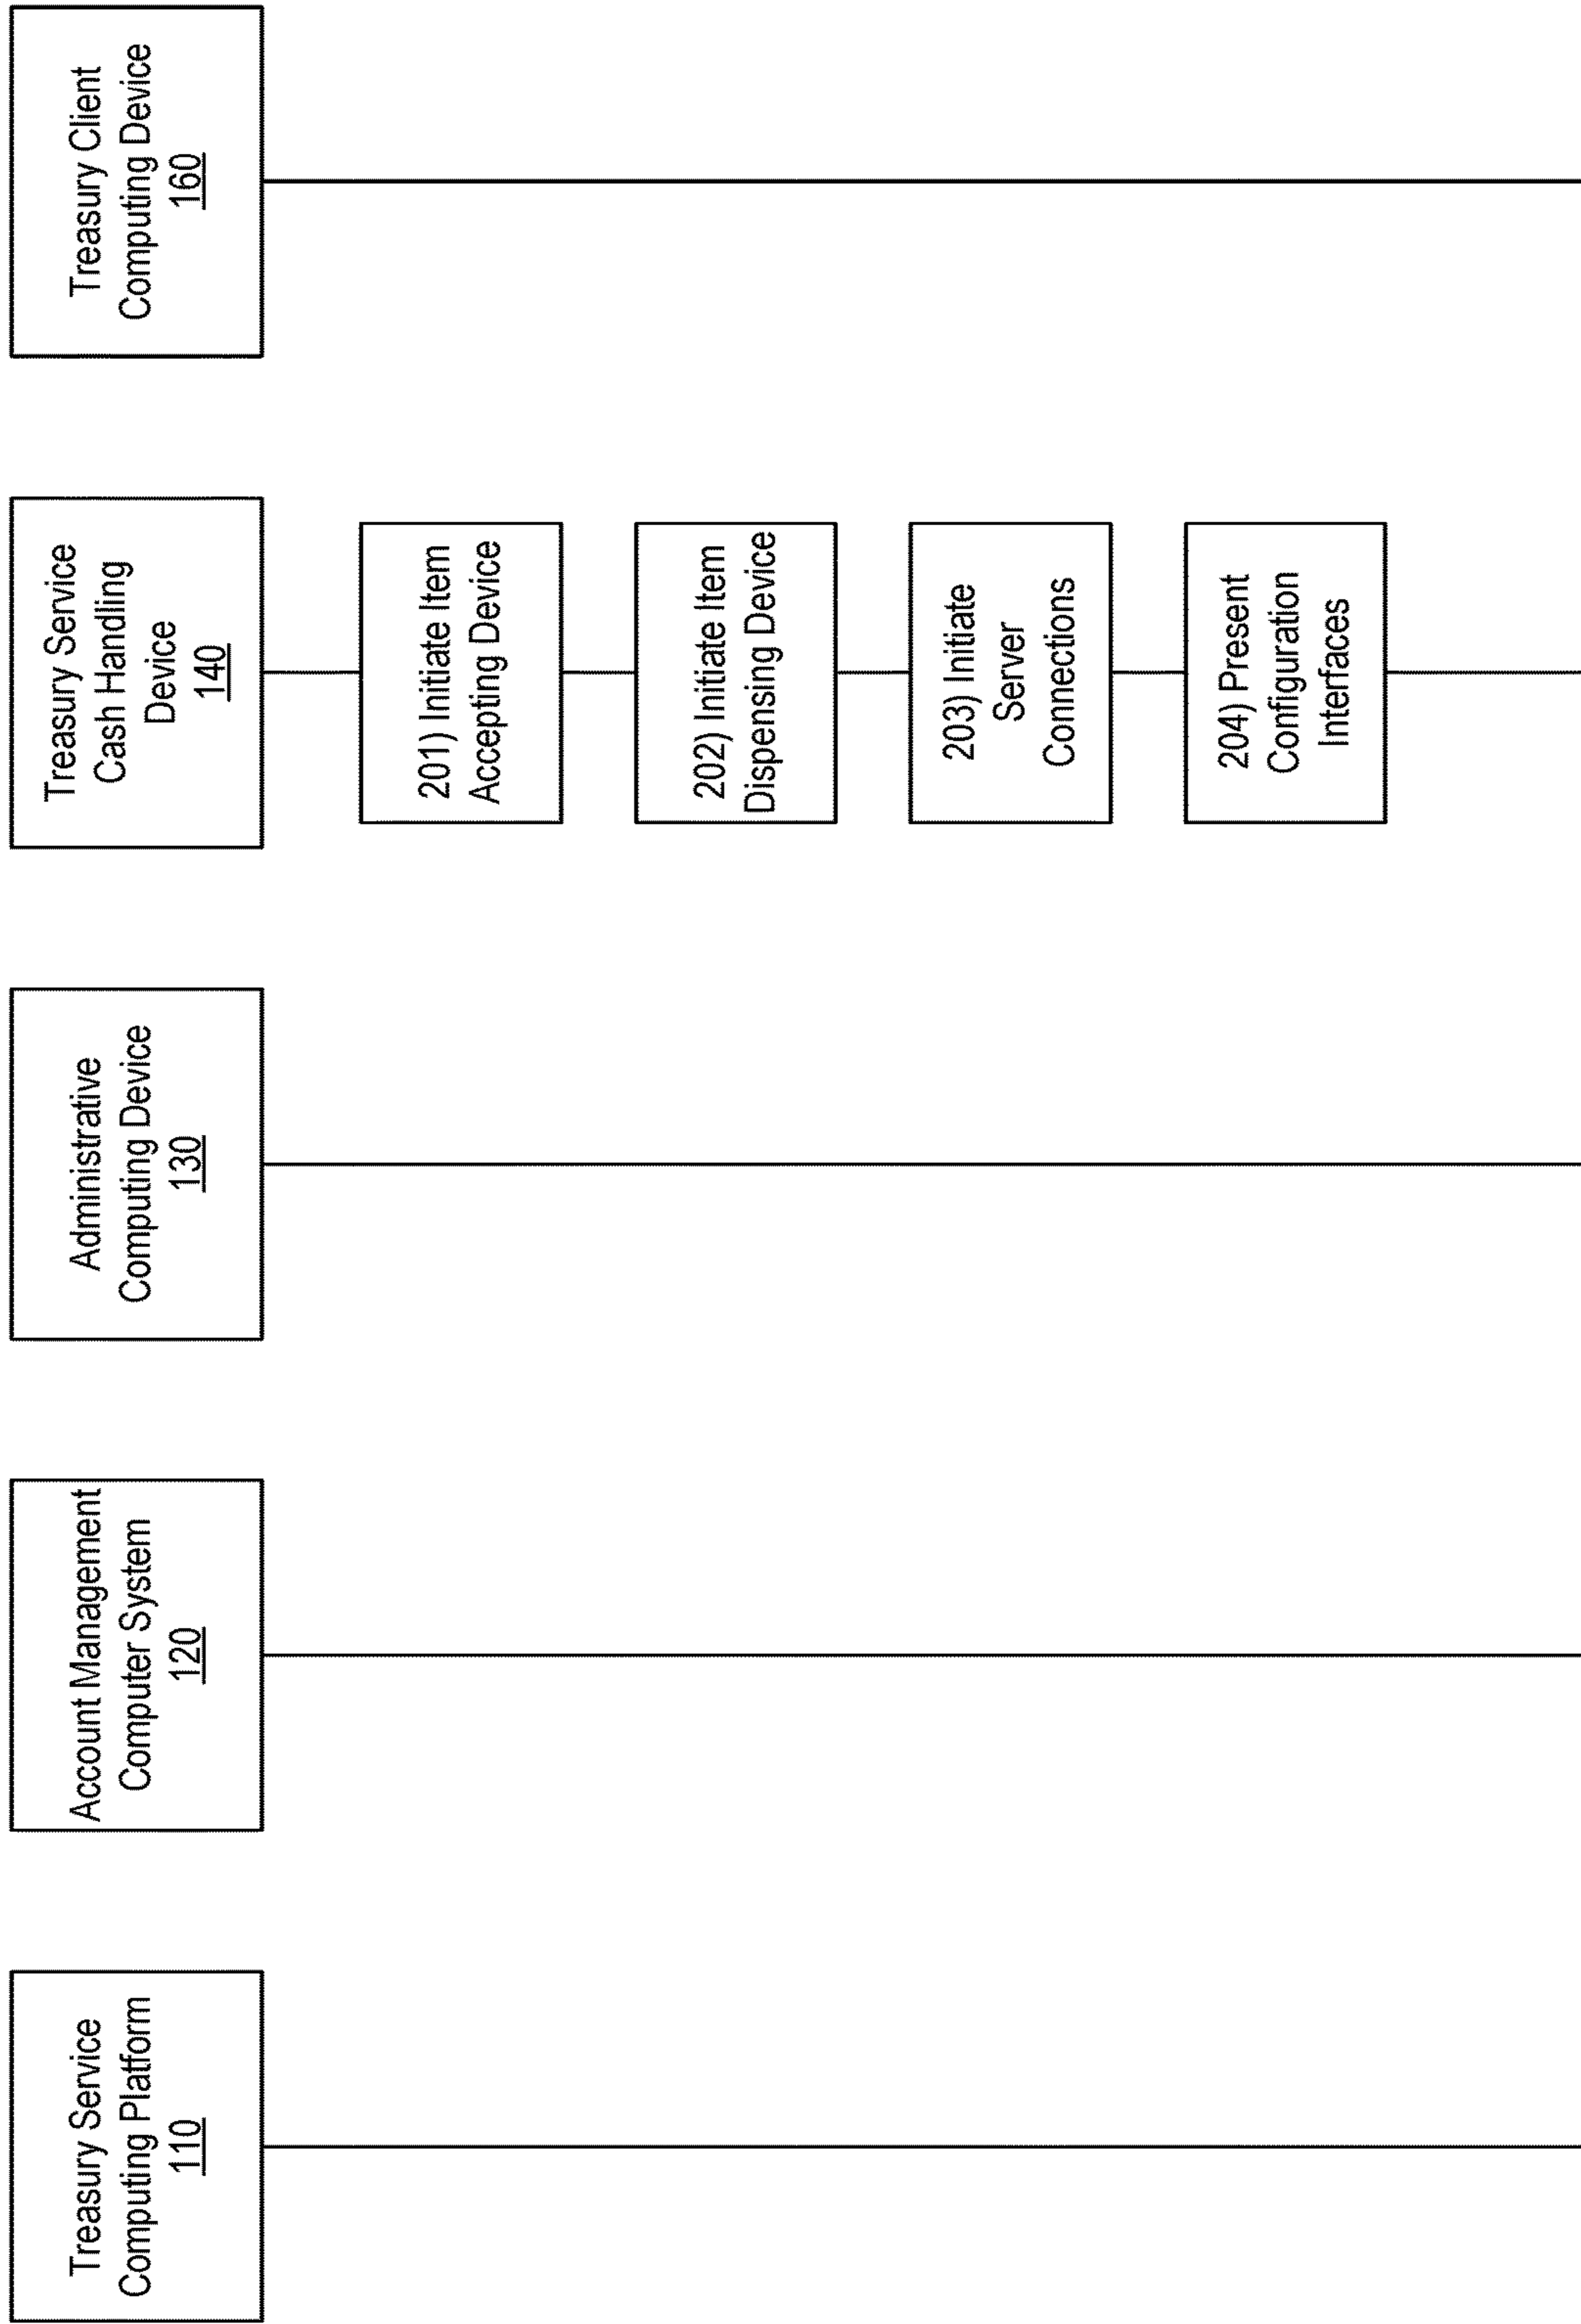 Treasury Service
Computing Platform
110
Account Management
Computer System
120
Administrative
Computing Device
130
Treasury Service
Cash Handling
Device
140
Treasury Client
Computing Device
160
201) Initiate Item
Accepting Device
202) Initiate Item
Dispensing Device
203) Initiate
Server
Connections
204) Present
Configuration
Interfaces